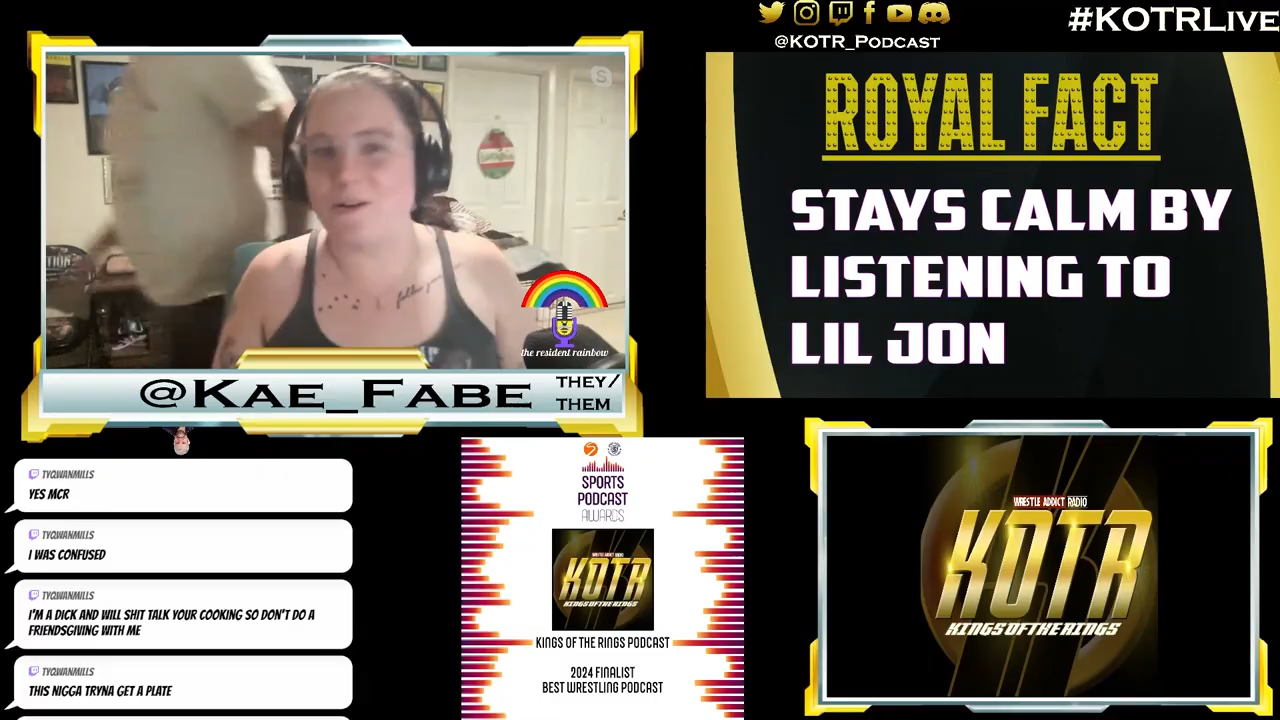 @KOTR_PODCAST
#KOTRLIVE
ROYAL FACT
STAYS CALM BY
LISTENING TO
LIL JON
the resident rainbow
@KAE_FABE
THEY/
THEM
TYQWANMILLS
YES MCR
TYQWANMILLS
I WAS CONFUSED
TYQWANMILLS
I'M A DICK AND WILL SHIT TALK YOUR COOKING SO DON'T DO A
FRIENDSGIVING WITH ME
TYQWANMILLS
THIS NIGGA TRYNA GET A PLATE
SPORTS
PODCAST
AWARDS
WRESTLE ADDICT RADIO
KOTR
KINGS OF THE RINGS
KINGS OF THE RINGS PODCAST
2024 FINALIST
BEST WRESTLING PODCAST
WRESTLE ADDICT RADIO
KOTR
KINGS OF THE RINGS